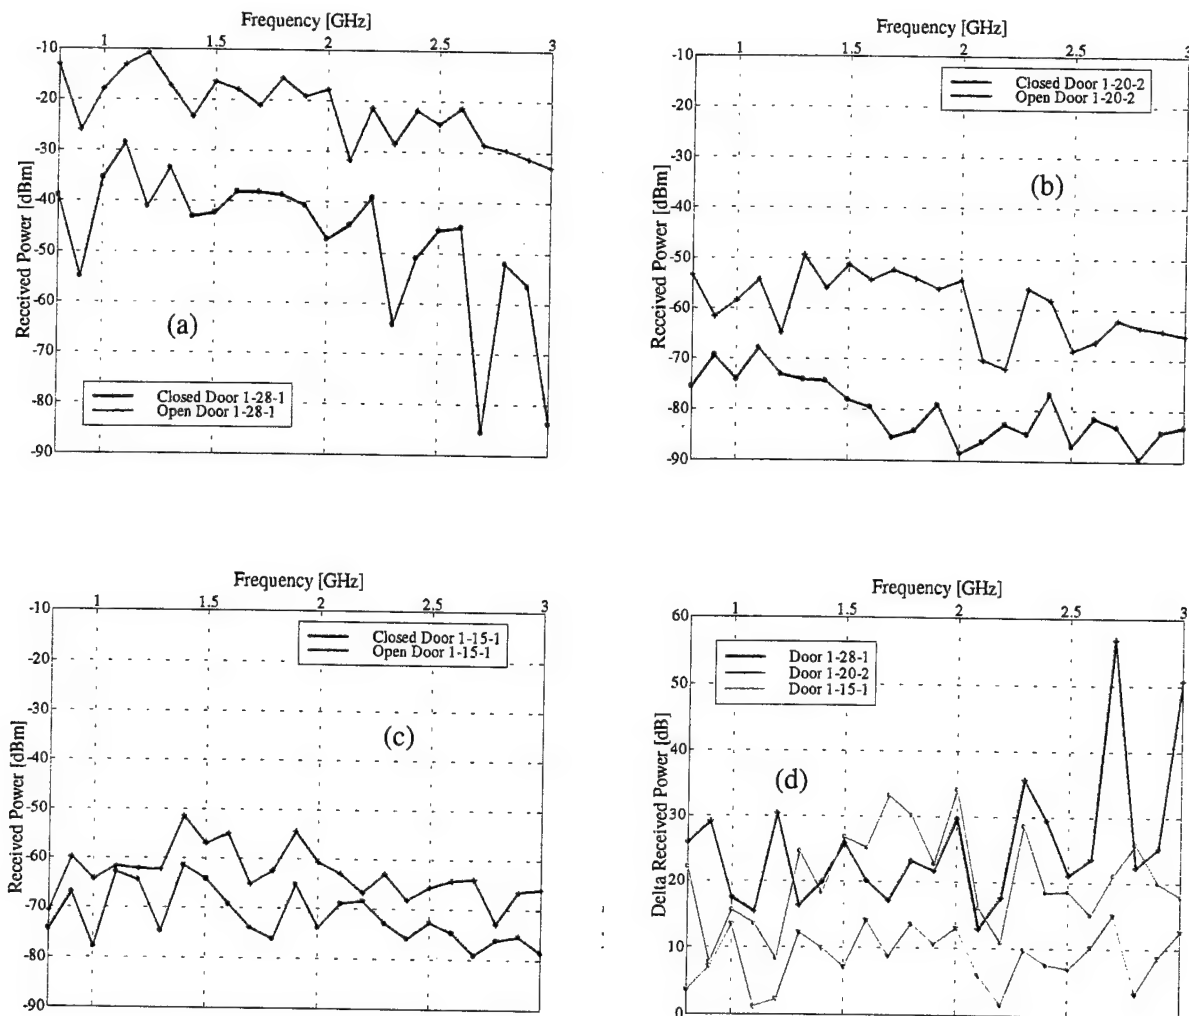 Frequency [GHz]
1 1.5 2 2.5 3
-10
-20
-30
-40
-50
-60
-70
-80
-90
Received Power [dBm]
(a)
Closed Door 1-28-1
Open Door 1-28-1
Frequency [GHz]
1 1.5 2 2.5 3
-10
-20
-30
-40
-50
-60
-70
-80
-90
Received Power [dBm]
Closed Door 1-20-2
Open Door 1-20-2
(b)
Frequency [GHz]
1 1.5 2 2.5 3
-10
-20
-30
-40
-50
-60
-70
-80
-90
Received Power [dBm]
Closed Door 1-15-1
Open Door 1-15-1
(c)
Frequency [GHz]
1 1.5 2 2.5 3
60
50
40
30
20
10
0
Delta Received Power [dB]
Door 1-28-1
Door 1-20-2
Door 1-15-1
(d)